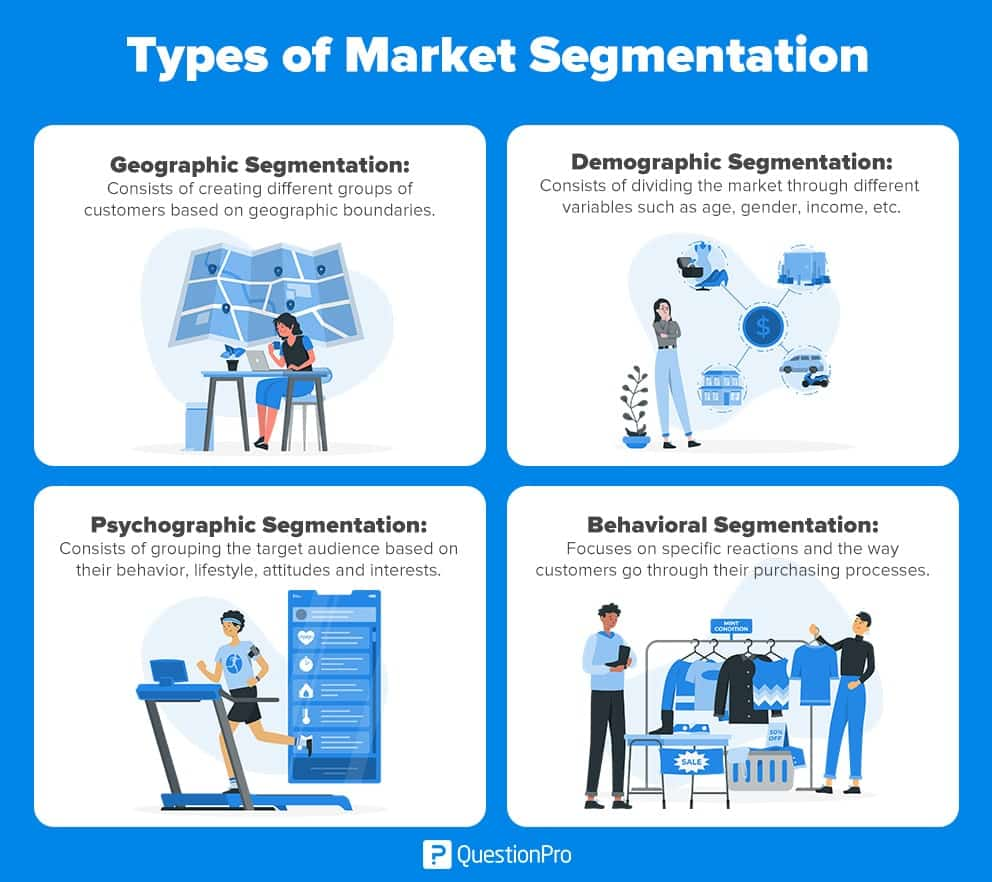 Types of Market Segmentation
Geographic Segmentation:
Consists of creating different groups of
customers based on geographic boundaries.
Demographic Segmentation:
Consists of dividing the market through different
variables such as age, gender, income, etc.
$
Psychographic Segmentation:
Consists of grouping the target audience based on
their behavior, lifestyle, attitudes and interests.
Behavioral Segmentation:
Focuses on specific reactions and the way
customers go through their purchasing processes.
MINT
CONDITION
50%
OFF
SALE
? QuestionPro